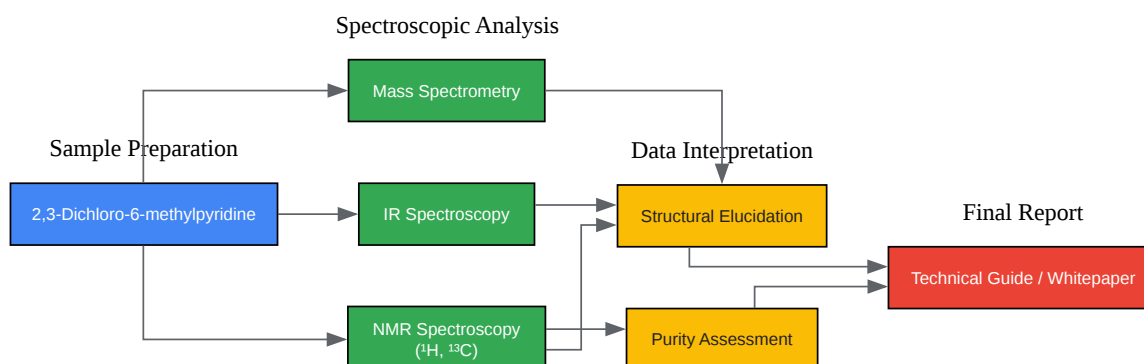 Spectroscopic Analysis
Mass Spectrometry
Sample Preparation
Data Interpretation
2,3-Dichloro-6-methylpyridine
IR Spectroscopy
Structural Elucidation
Final Report
Technical Guide / Whitepaper
NMR Spectroscopy
(¹H, ¹³C)
Purity Assessment